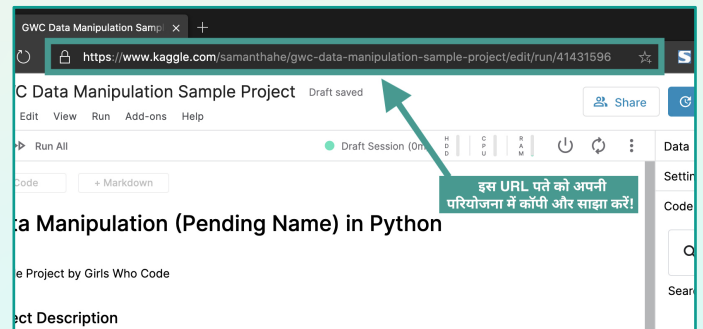 GWC Data Manipulation Sampl
https://www.kaggle.com/samanthahe/gwc-data-manipulation-sample-project/edit/run/41431596
C Data Manipulation Sample Project Draft saved
Share
Edit View Run Add-ons Help
Run All
Draft Session (0m
HDD
CPU
RAM
Data
Code
+ Markdown
Settin
इस URL पते को अपनी
परियोजना में कॉपी और साझा करें!
Code
ta Manipulation (Pending Name) in Python
e Project by Girls Who Code
Sear
ect Description